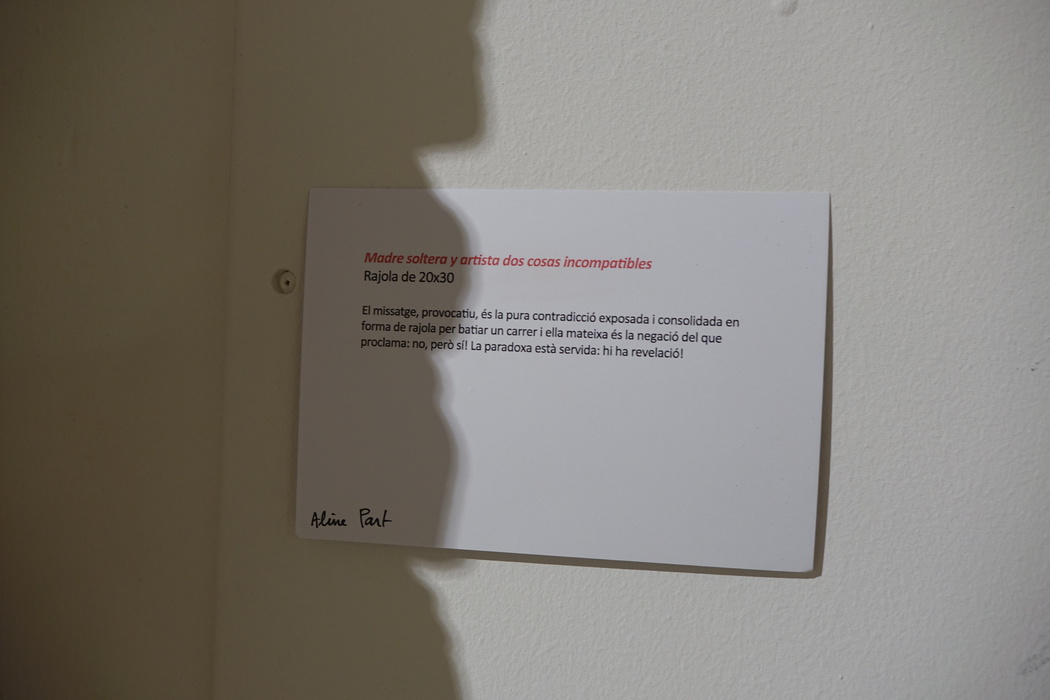 Madre soltera y artista dos cosas incompatibles
Rajola de 20x30
El missatge, provocatiu, és la pura contradicció exposada i consolidada en
forma de rajola per batiar un carrer i ella mateixa és la negació del que
proclama: no, però sí! La paradoxa està servida: hi ha revelació!
Aline Part